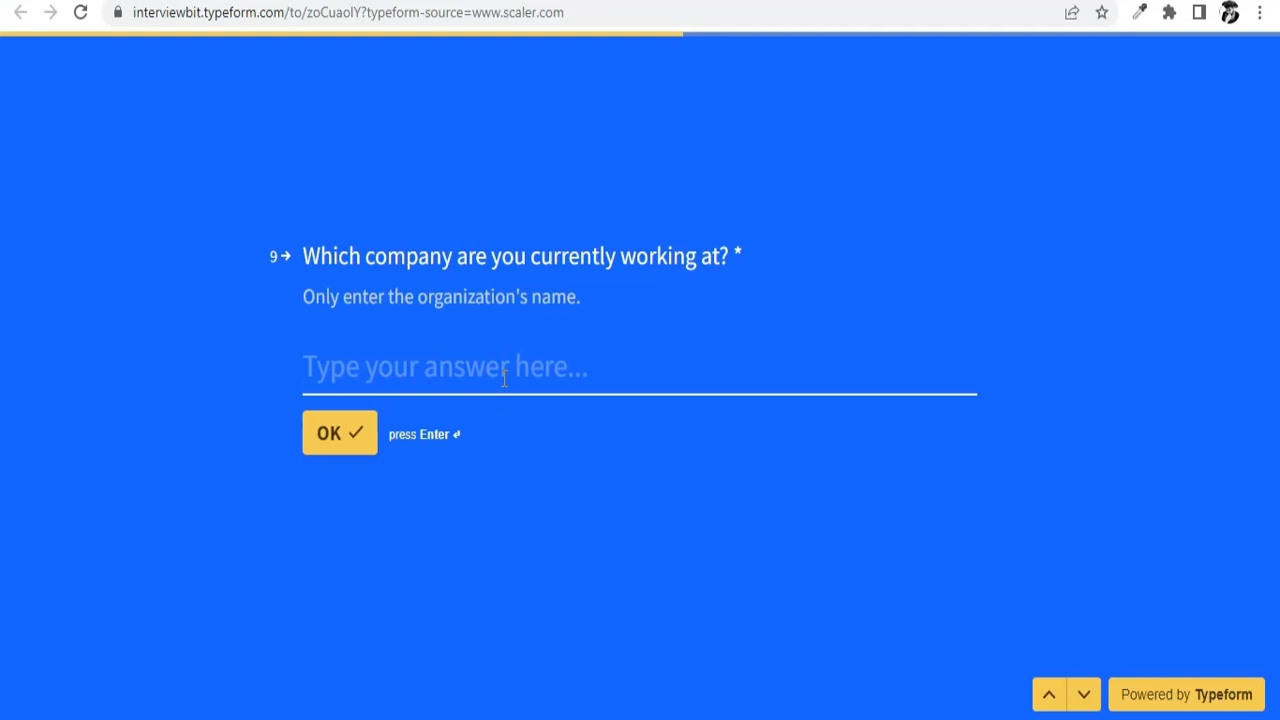 interviewbit.typeform.com/to/zoCuaolY?typeform-source=www.scaler.com
9→ Which company are you currently working at? *
Only enter the organization's name.
Type your answer here...
OK ✓ press Enter ↵
Powered by Typeform